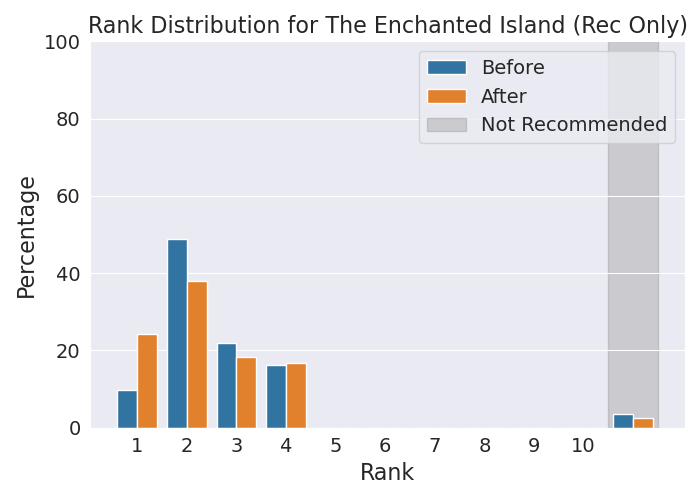 Rank Distribution for The Enchanted Island (Rec Only)
100
80
60
40
20
0
Percentage
Before
After
Not Recommended
1 2 3 4 5 6 7 8 9 10
Rank